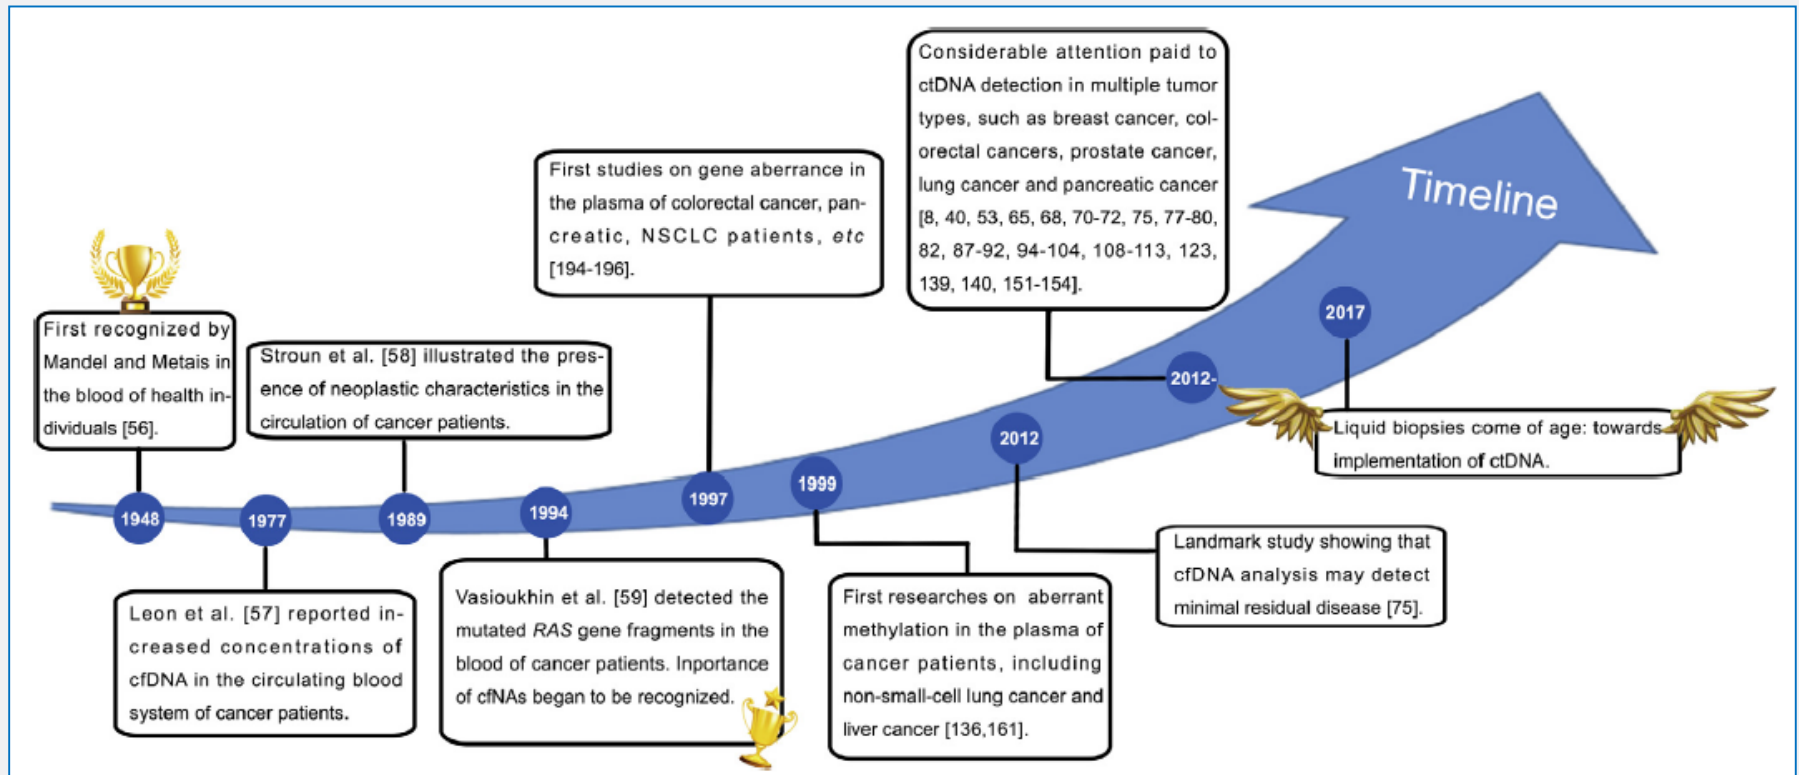 First recognized by
Mandel and Metais in
the blood of health in-
dividuals [56].
1948
1977
Leon et al. [57] reported in-
creased concentrations of
cfDNA in the circulating blood
system of cancer patients.
Stroun et al. [58] illustrated the pres-
ence of neoplastic characteristics in the
circulation of cancer patients.
1989
1994
Vasioukhin et al. [59] detected the
mutated RAS gene fragments in the
blood of cancer patients. Inportance
of cfNAs began to be recognized.
First studies on gene aberrance in
the plasma of colorectal cancer, pan-
creatic, NSCLC patients, etc
[194-196].
1997
1999
First researches on aberrant
methylation in the plasma of
cancer patients, including
non-small-cell lung cancer and
liver cancer [136,161].
2012
Landmark study showing that
cfDNA analysis may detect
minimal residual disease [75].
Considerable attention paid to
ctDNA detection in multiple tumor
types, such as breast cancer, col-
orectal cancers, prostate cancer,
lung cancer and pancreatic cancer
[8, 40, 53, 65, 68, 70-72, 75, 77-80,
82, 87-92, 94-104, 108-113, 123,
139, 140, 151-154].
2012-
2017
Liquid biopsies come of age: towards
implementation of ctDNA.
Timeline